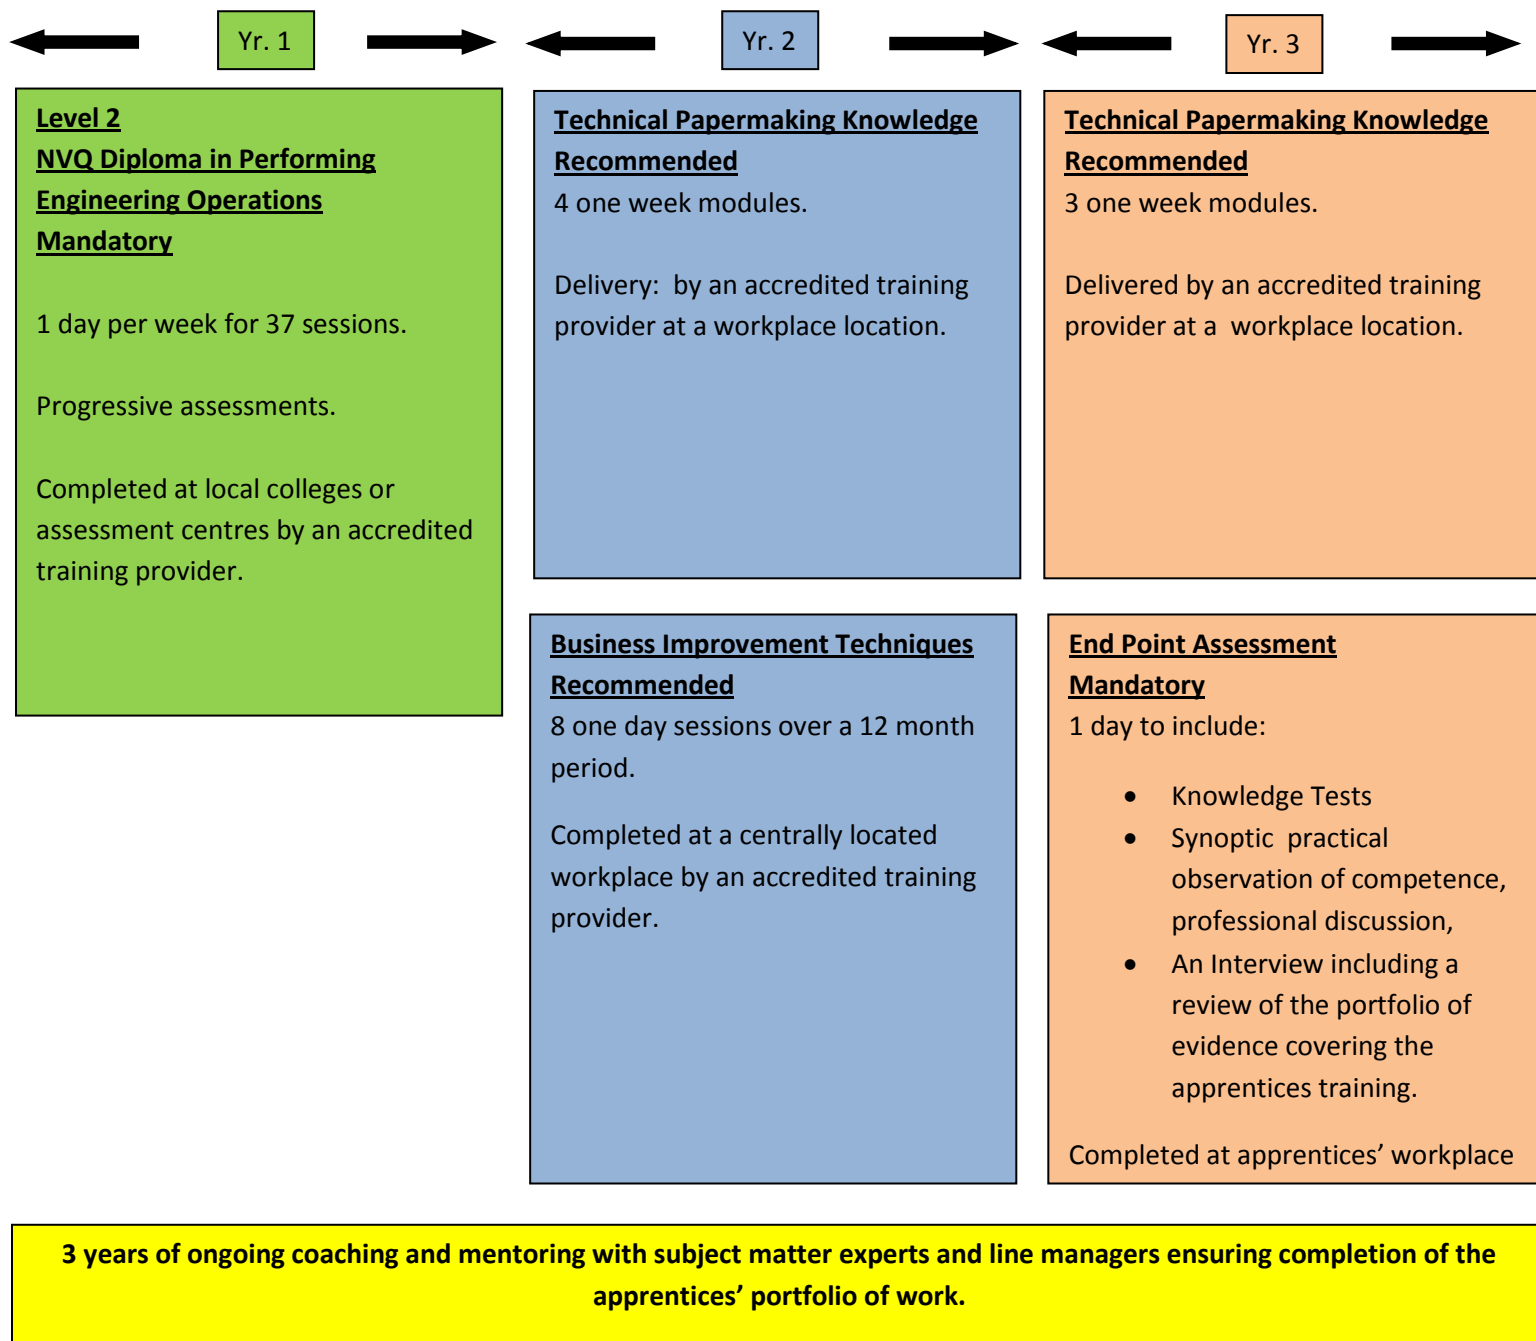 Yr. 1
Yr. 2
Yr. 3
Level 2
NVQ Diploma in Performing
Engineering Operations
Mandatory
1 day per week for 37 sessions.
Progressive assessments.
Completed at local colleges or
assessment centres by an accredited
training provider.
Technical Papermaking Knowledge
Recommended
4 one week modules.
Delivery:  by an accredited training
provider at a workplace location.
Technical Papermaking Knowledge
Recommended
3 one week modules.
Delivered by an accredited training
provider at a  workplace location.
Business Improvement Techniques
Recommended
8 one day sessions over a 12 month
period.
Completed at a centrally located
workplace by an accredited training
provider.
End Point Assessment
Mandatory
1 day to include:
• Knowledge Tests
• Synoptic  practical
observation of competence,
professional discussion,
• An Interview including a
review of the portfolio of
evidence covering the
apprentices training.
Completed at apprentices’ workplace
3 years of ongoing coaching and mentoring with subject matter experts and line managers ensuring completion of the
apprentices’ portfolio of work.